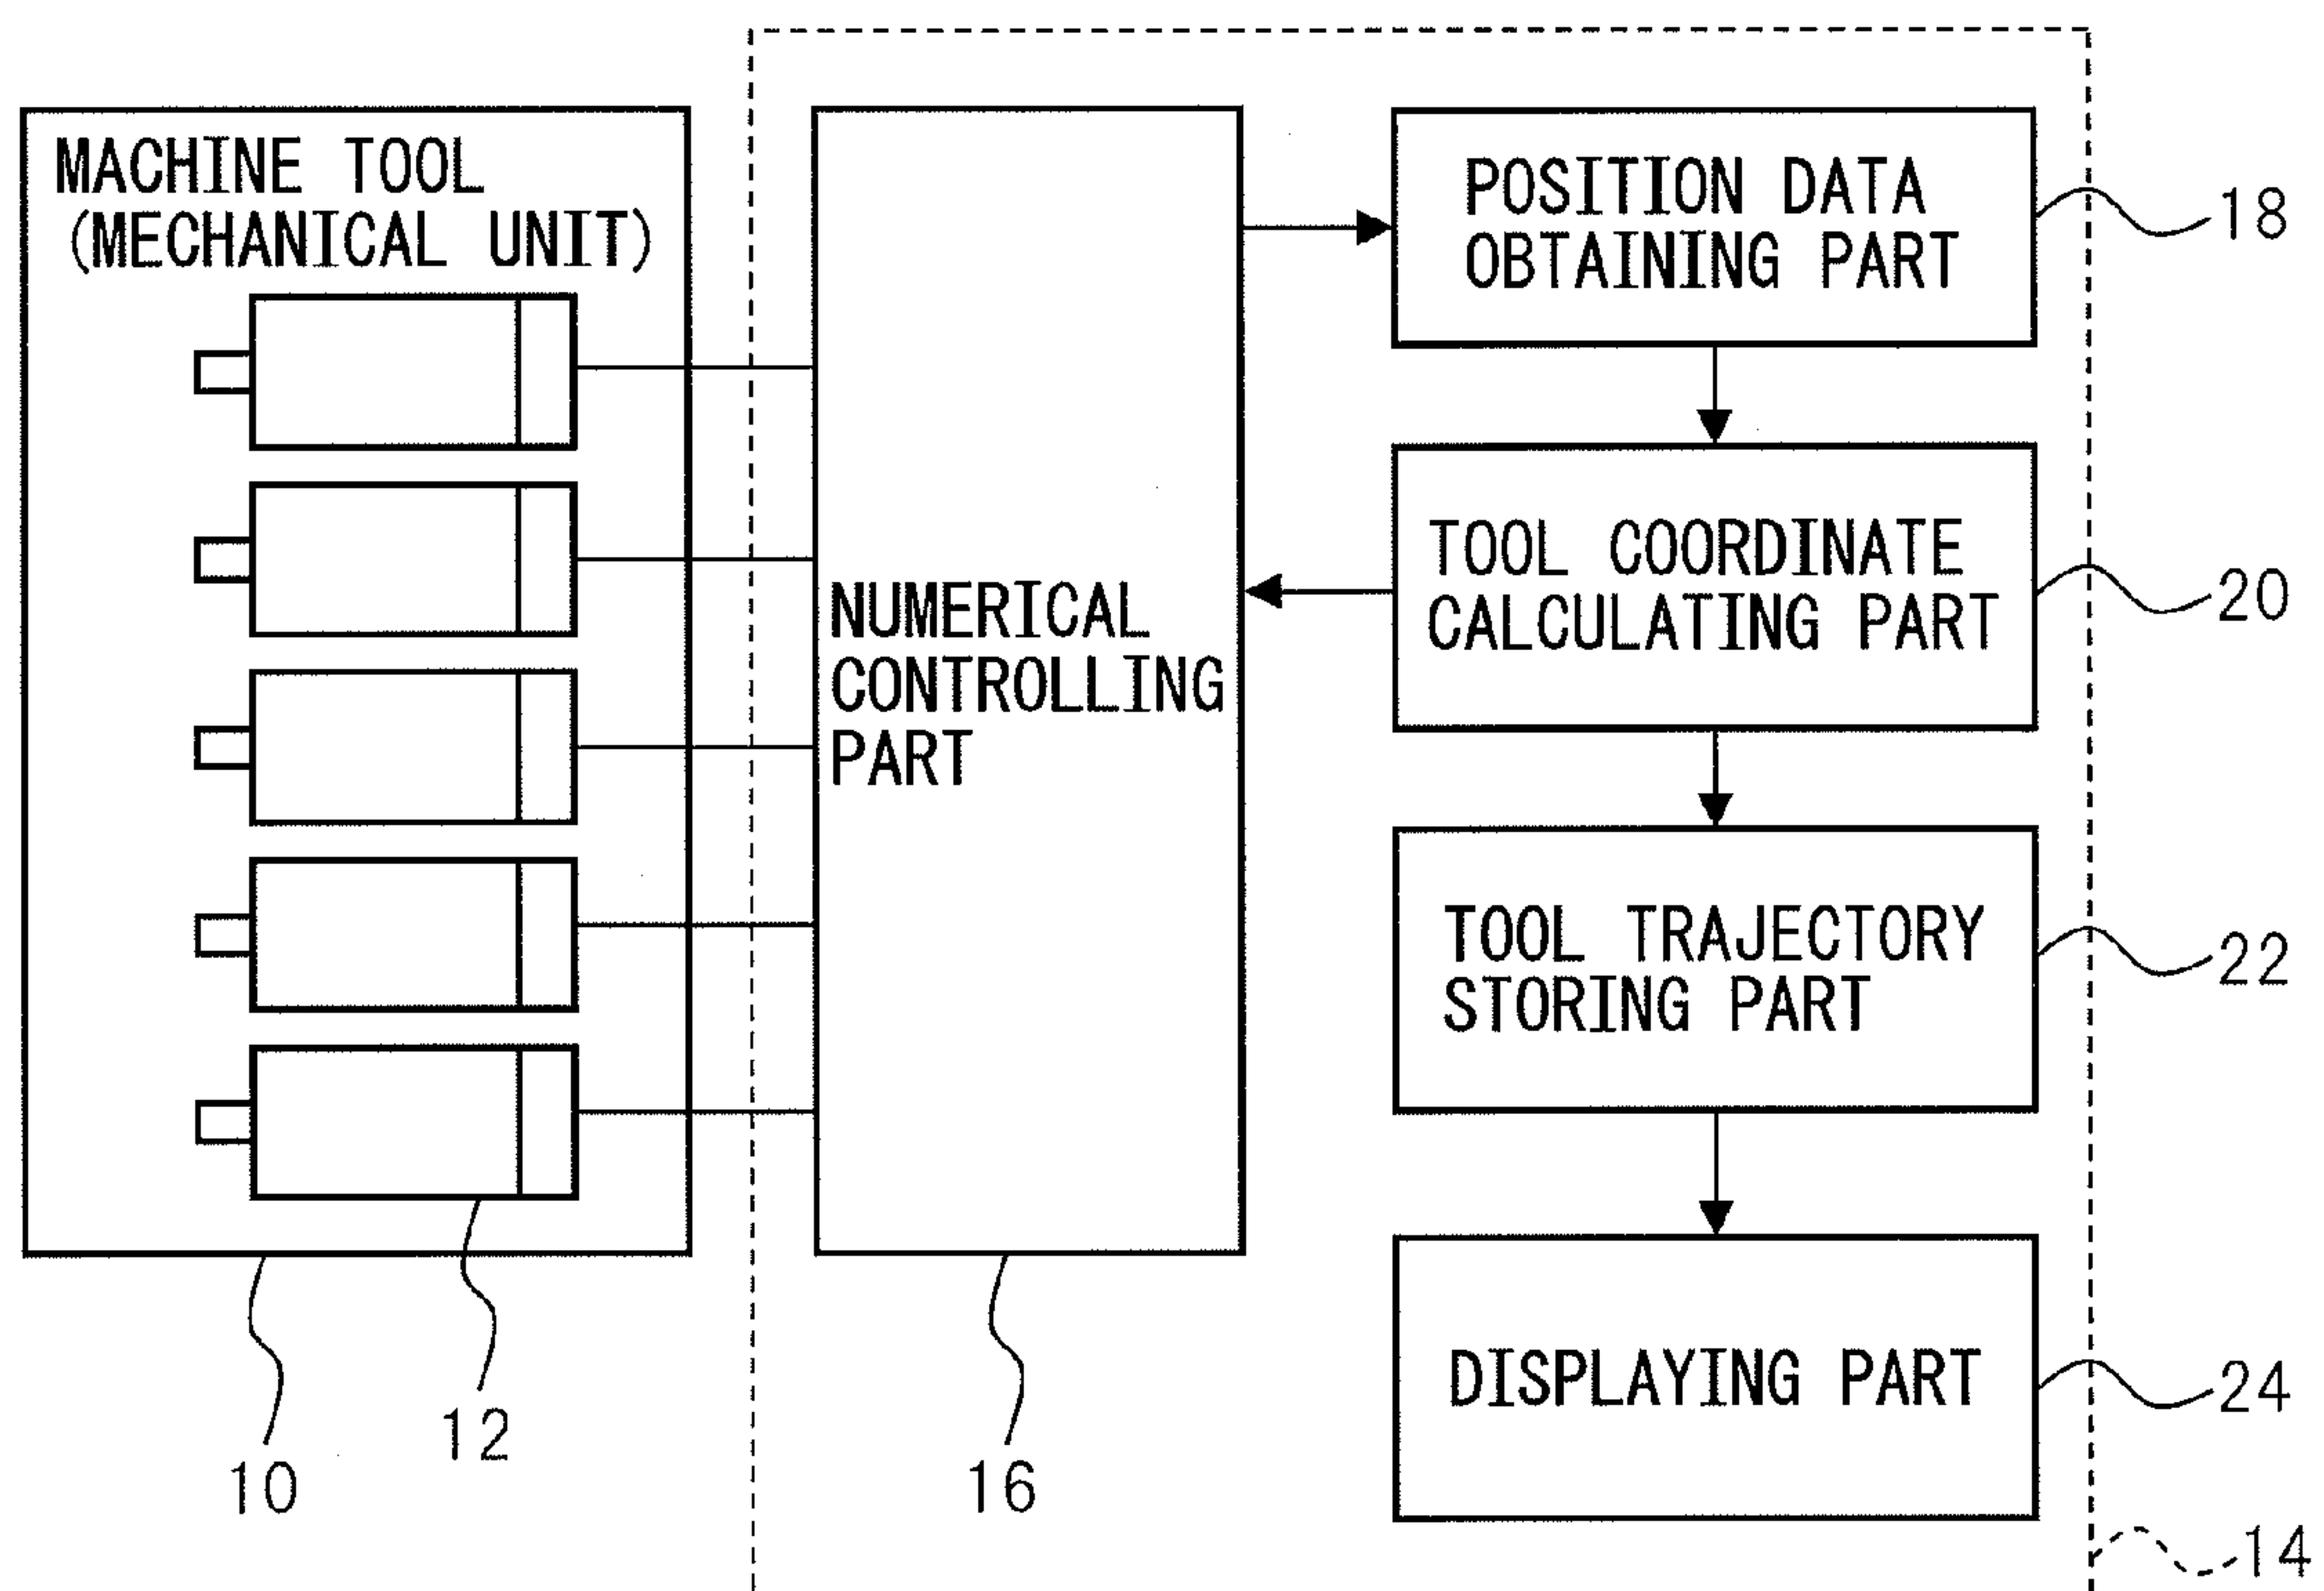 MACHINE TOOL
(MECHANICAL UNIT)
NUMERICAL
CONTROLLING
PART
POSITION DATA
OBTAINING PART
18
TOOL COORDINATE
CALCULATING PART
20
TOOL TRAJECTORY
STORING PART
22
DISPLAYING PART
24
12
10
16
14